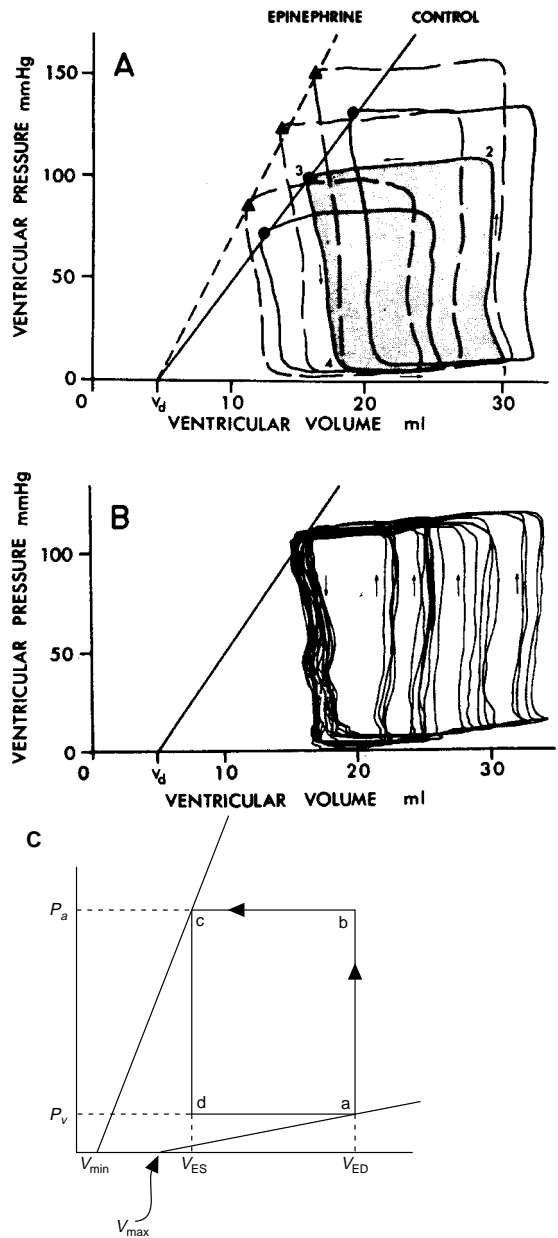 EPINEPHRINE CONTROL
A
VENTRICULAR PRESSURE mmHg
150
100
50
0
3
2
4
0 10 20 30
Vd
VENTRICULAR VOLUME ml
B
VENTRICULAR PRESSURE mmHg
100
50
0
0 10 20 30
Vd
VENTRICULAR VOLUME ml
C
Pa
c b
Pv
d a
Vmin VES VED
Vmax